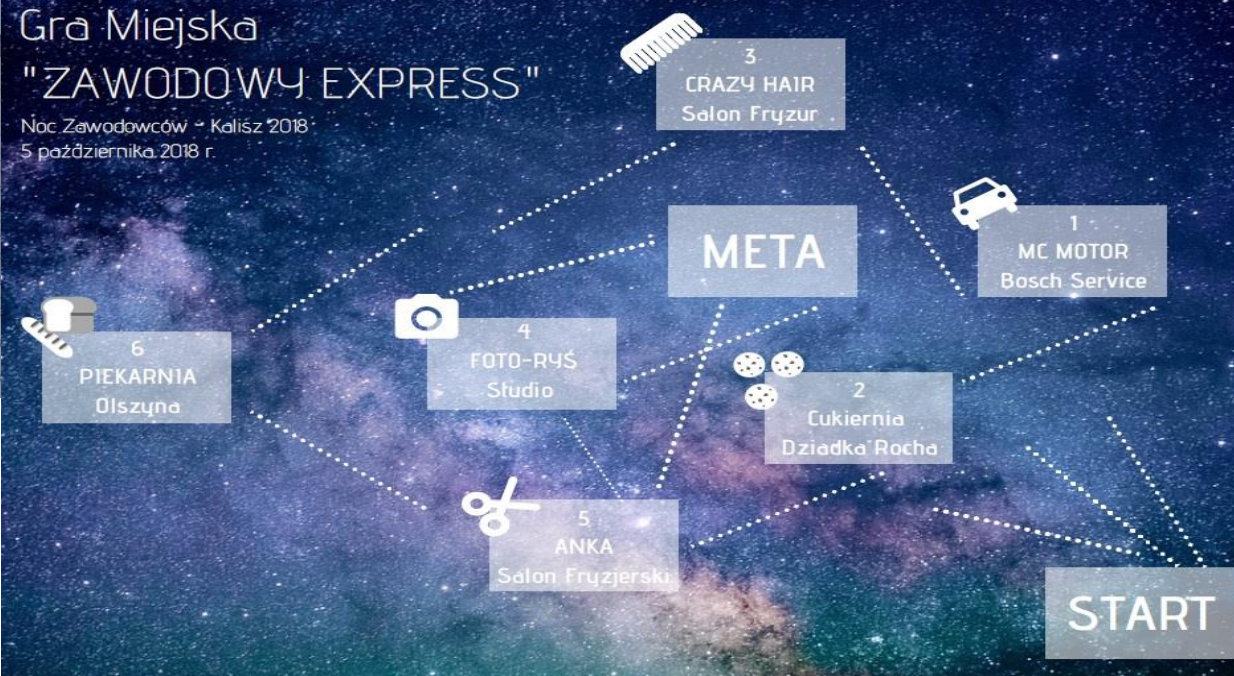 Gra Miejska
"ZAWODOWY EXPRESS"
Noc Zawodowców - Kalisz 2018
5 października 2018 r.
3
CRAZY HAIR
Salon Fryzur
META
1
MC MOTOR
Bosch Service
4
FOTO-RYŚ
Studio
6
PIEKARNIA
Olszyna
2
Cukiernia
Dziadka Rocha
5
ANKA
Salon Fryzjerski
START